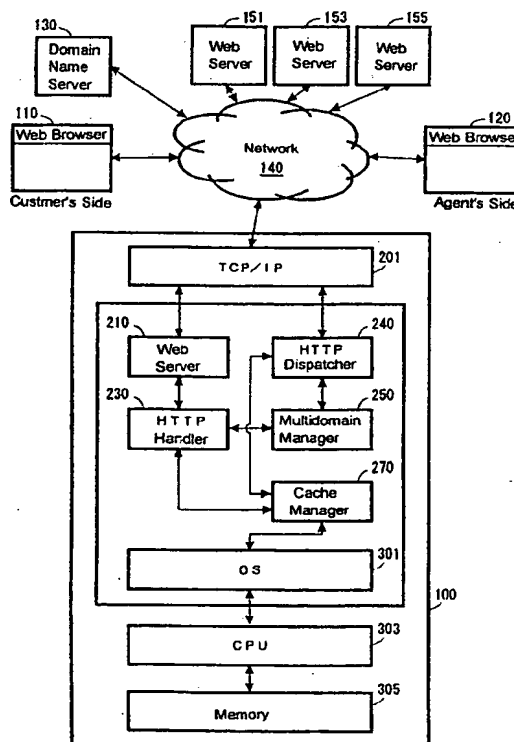 130
Domain
Name
Server
151
Web
Server
153
Web
Server
155
Web
Server
110
Web Browser
Custmer's Side
Network
140
120
Web Browser
Agent's Side
TCP/IP
201
210
Web
Server
240
HTTP
Dispatcher
230
HTTP
Handler
250
Multidomain
Manager
270
Cache
Manager
301
OS
100
303
CPU
305
Memory